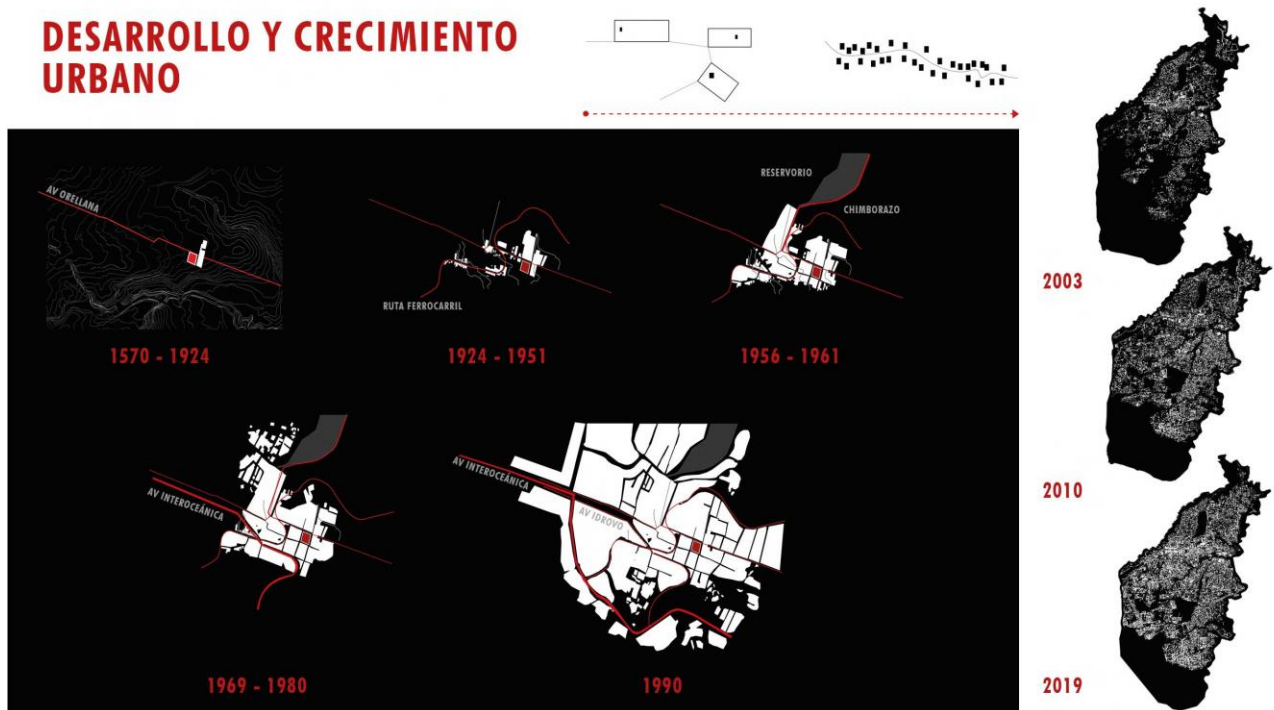 DESARROLLO Y CRECIMIENTO
URBANO
AV ORELLANA
1570 - 1924
RUTA FERROCARRIL
1924 - 1951
RESERVORIO
CHIMBORAZO
1956 - 1961
AV INTEROCEÁNICA
1969 - 1980
AV INTEROCEÁNICA
AV IDROVO
1990
2003
2010
2019